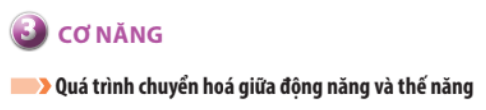 3 CƠ NĂNG
Quá trình chuyển hoá giữa động năng và thế năng